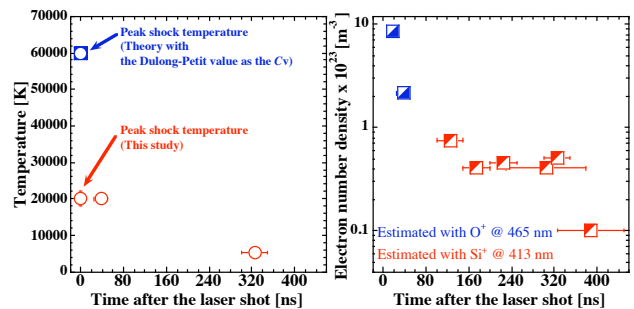 70000
60000
50000
40000
30000
20000
10000
0
Temperature [K]
Peak shock temperature
(Theory with
the Dulong-Petit value as the Cv)
Peak shock temperature
(This study)
0 80 160 240 320 400
Time after the laser shot [ns]
Electron number density x 10²³ [m⁻³]
10
1
0.1
Estimated with O⁺ @ 465 nm
Estimated with Si⁺ @ 413 nm
0 80 160 240 320 400
Time after the laser shot [ns]